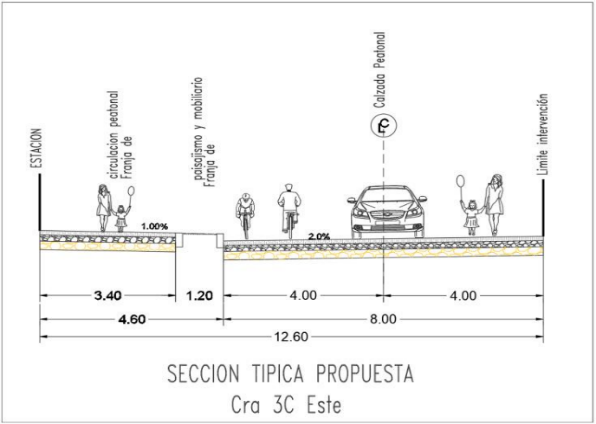 ESTACION
Franja de
circulacion peatonal
Franja de
paisajismo y mobiliario
Calzada Peatonal
Limite intervención
1.00%
2.0%
3.40
1.20
4.00
4.00
4.60
8.00
12.60
SECCION TIPICA PROPUESTA
Cra 3C Este